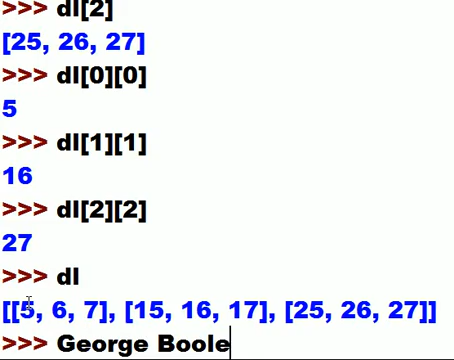 >>> dl[2]
[25, 26, 27]
>>> dl[0][0]
5
>>> dl[1][1]
16
>>> dl[2][2]
27
>>> dl
[[5, 6, 7], [15, 16, 17], [25, 26, 27]]
>>> George Boole